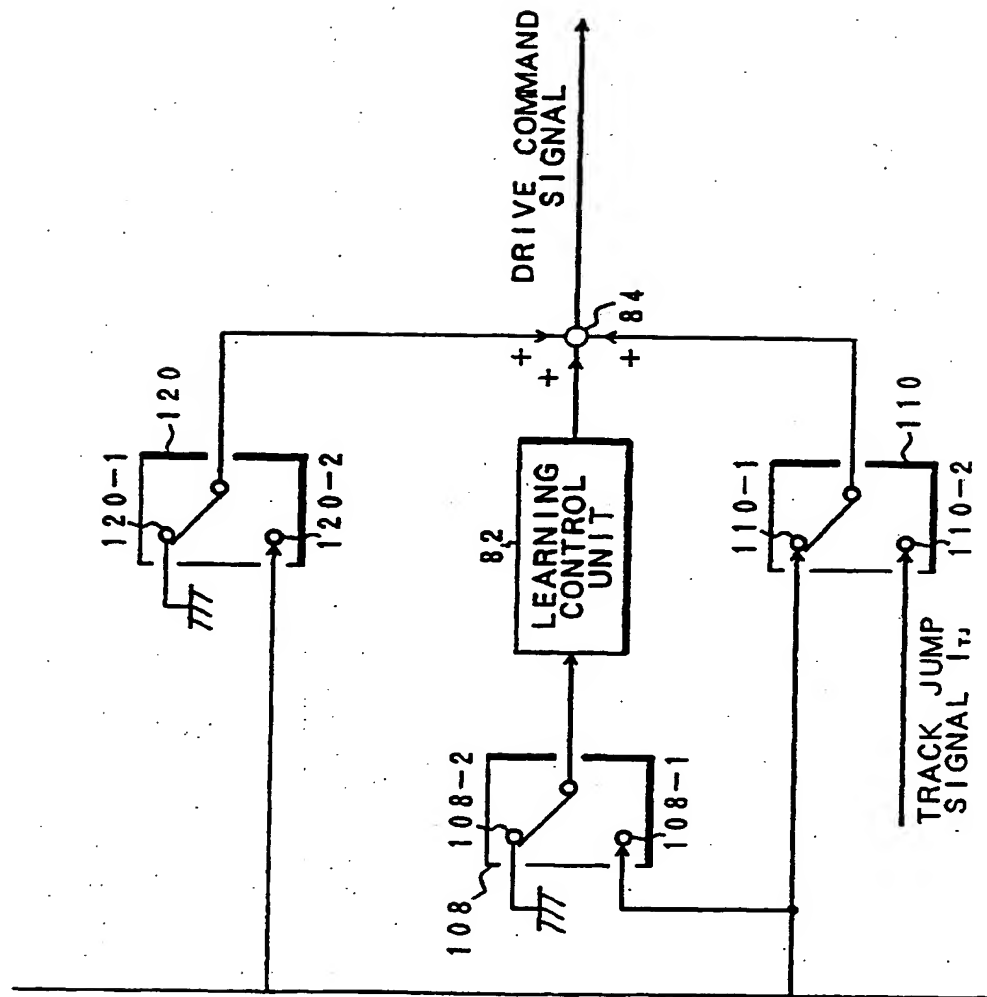 DRIVE COMMAND
SIGNAL
120
120-1
120-2
84
82
LEARNING
CONTROL
UNIT
110
110-1
110-2
108-2
108-1
108
TRACK JUMP
SIGNAL ITJ
+
+
+